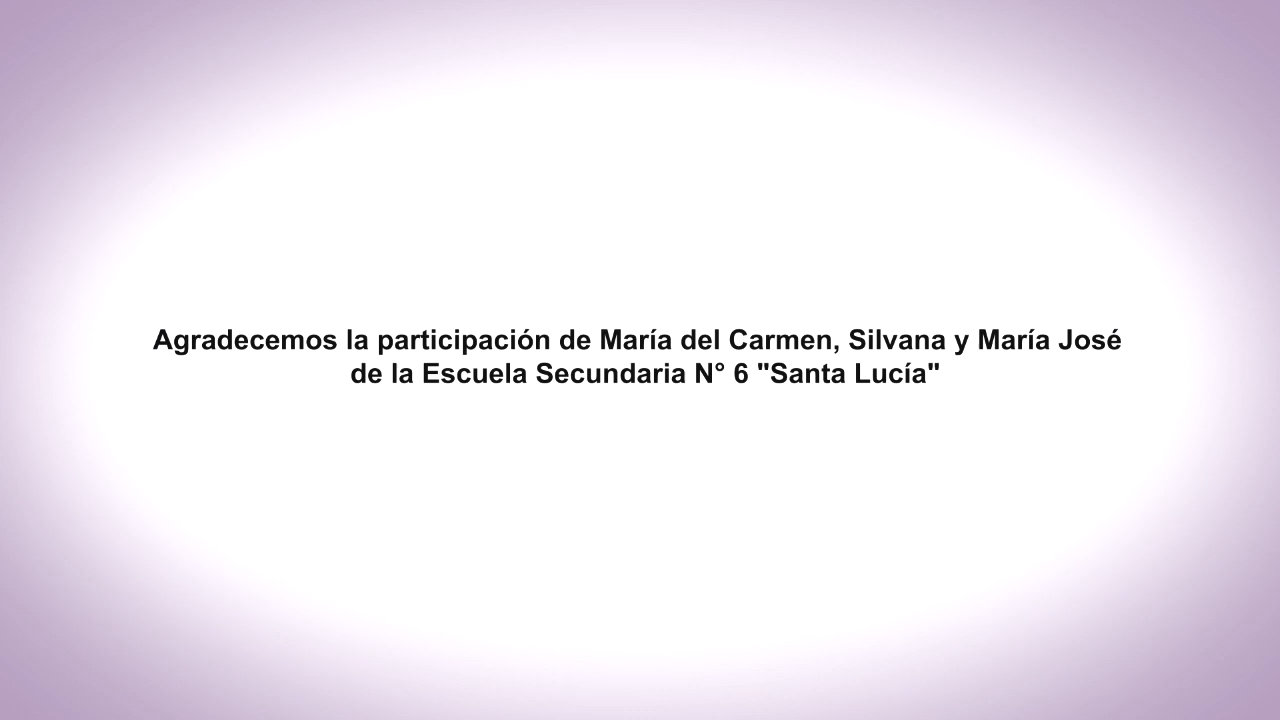 Agradecemos la participación de María del Carmen, Silvana y María José
de la Escuela Secundaria N° 6 "Santa Lucía"